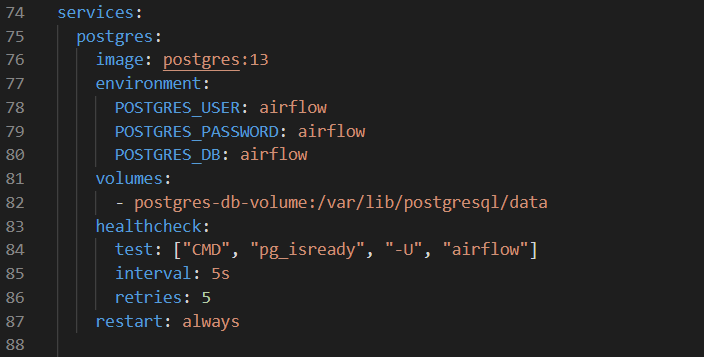 74 services:
75   postgres:
76     image: postgres:13
77     environment:
78       POSTGRES_USER: airflow
79       POSTGRES_PASSWORD: airflow
80       POSTGRES_DB: airflow
81     volumes:
82       - postgres-db-volume:/var/lib/postgresql/data
83     healthcheck:
84       test: ["CMD", "pg_isready", "-U", "airflow"]
85       interval: 5s
86       retries: 5
87     restart: always
88